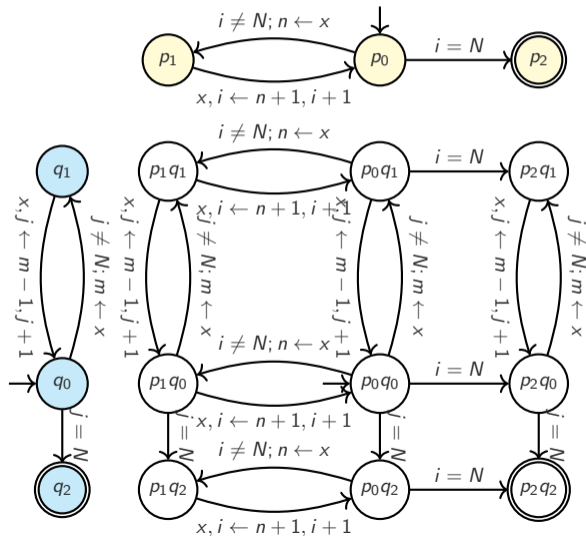 i ≠ N; n ← x
p₁
p₀
i = N
p₂
x, i ← n + 1, i + 1
i ≠ N; n ← x
q₁
p₁q₁
p₀q₁
i = N
p₂q₁
x, i ← n + 1, i + 1
x, j ← m − 1, j + 1
j ≠ N; m ← x
x, j ← m − 1, j + 1
j ≠ N; m ← x
x, j ← m − 1, j + 1
j ≠ N; m ← x
x, j ← m − 1, j + 1
j ≠ N; m ← x
i ≠ N; n ← x
q₀
p₁q₀
p₀q₀
i = N
p₂q₀
x, i ← n + 1, i + 1
j = N
j = N
j = N
j = N
i ≠ N; n ← x
q₂
p₁q₂
p₀q₂
i = N
p₂q₂
x, i ← n + 1, i + 1